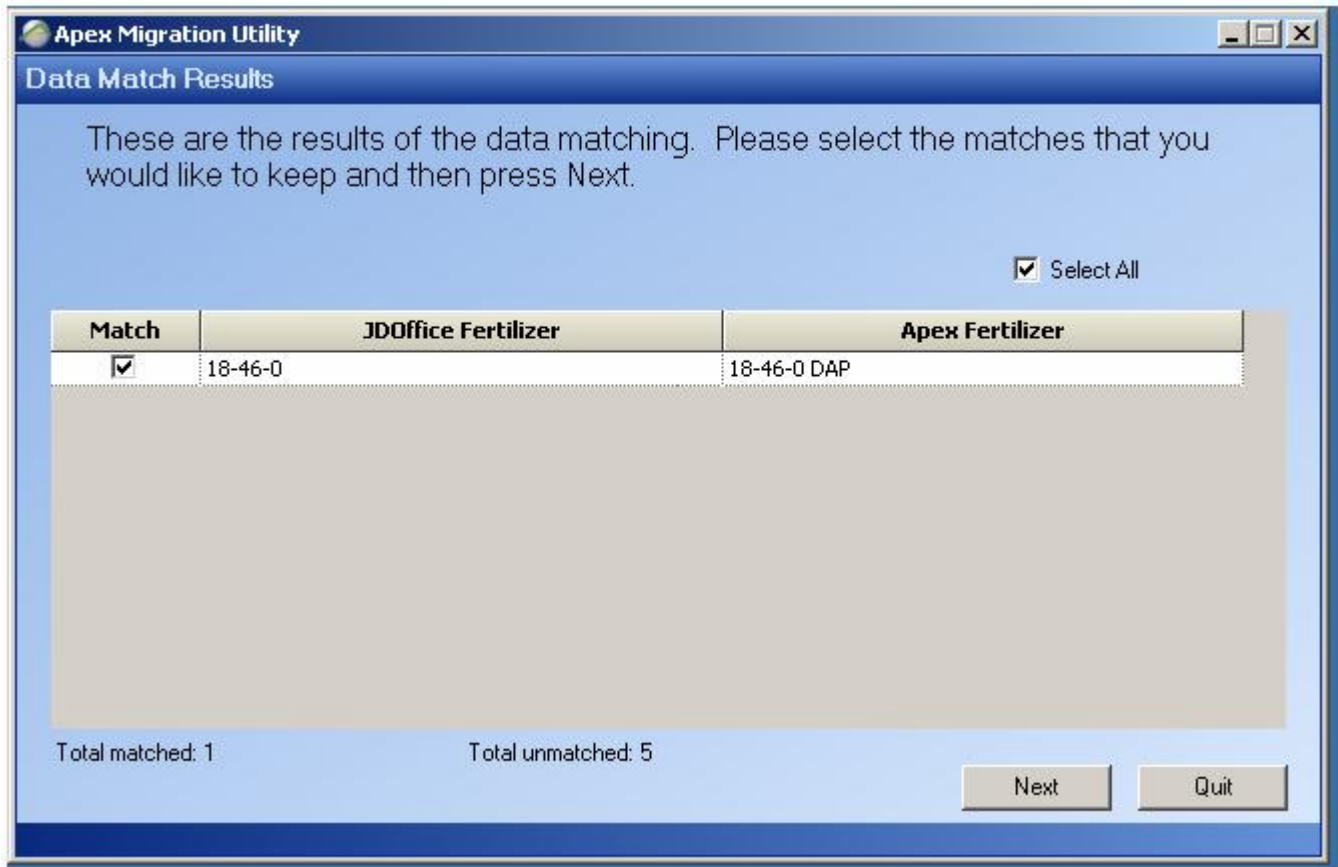 Apex Migration Utility
Data Match Results
These are the results of the data matching.  Please select the matches that you
would like to keep and then press Next.
Select All
Match JDOffice Fertilizer Apex Fertilizer
18-46-0 18-46-0 DAP
Total matched: 1 Total unmatched: 5
Next Quit